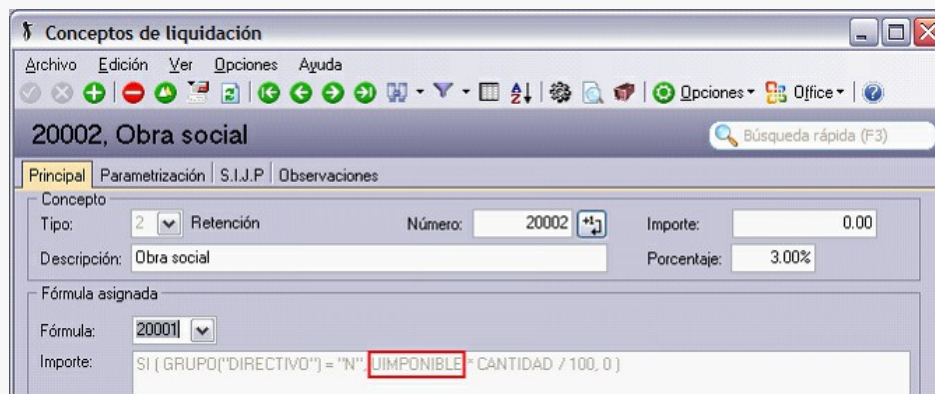 Conceptos de liquidación
Archivo Edición Ver Opciones Ayuda
Opciones Office
20002, Obra social
Búsqueda rápida (F3)
Principal Parametrización S.I.J.P Observaciones
Concepto
Tipo: 2 Retención Número: 20002 Importe: 0.00
Descripción: Obra social Porcentaje: 3.00%
Fórmula asignada
Fórmula: 20001
Importe: SI ( GRUPO("DIRECTIVO") = "N", UIMPONIBLE * CANTIDAD / 100, 0 )